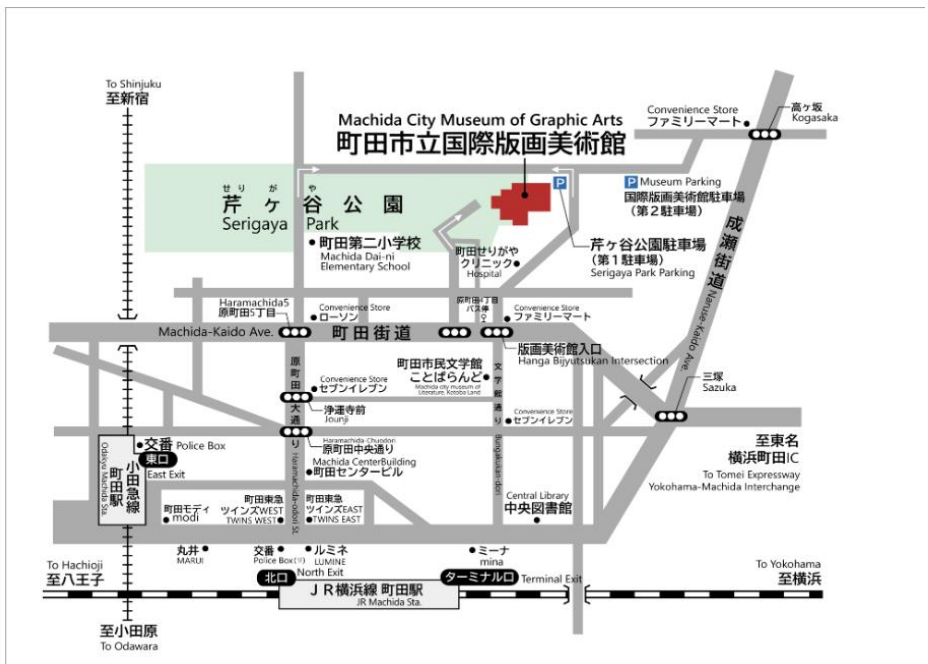 To Shinjuku
至新宿
Machida City Museum of Graphic Arts
町田市立国際版画美術館
Convenience Store
ファミリーマート
高ヶ坂
Kogasaka
せりがや
芹ヶ谷公園
Serigaya Park
P
P Museum Parking
国際版画美術館駐車場
（第2駐車場）
町田第二小学校
Machida Dai-ni
Elementary School
町田せりがや
クリニック
Hospital
芹ヶ谷公園駐車場
（第1駐車場）
Serigaya Park Parking
成瀬街道
Naruse-Kaido Ave.
Haramachida5
原町田5丁目
Convenience Store
ローソン
原町田4丁目
バス停
Convenience Store
ファミリーマート
Machida-Kaido Ave.
町田街道
版画美術館入口
Hanga Bijyutsukan Intersection
原町田大通り
Haramachida-odori St.
Convenience Store
セブンイレブン
町田市民文学館
ことばらんど
Machida city museum of
Literature, Kotoba Land
文学館通り
Bungakukan-dori
三塚
Sazuka
浄運寺前
Jounji
Convenience Store
セブンイレブン
交番 Police Box
東口
East Exit
小田急線
町田駅
Odakyu Machida Sta.
Haramachida-Chuodori
原町田中央通り
Machida CenterBuilding
町田センタービル
至東名
横浜町田IC
To Tomei Expressway
Yokohama-Machida Interchange
町田モディ
modi
町田東急
ツインズWEST
TWINS WEST
町田東急
ツインズEAST
TWINS EAST
Central Library
中央図書館
丸井
MARUI
交番
Police Box
ルミネ
LUMINE
ミーナ
mina
To Hachioji
至八王子
北口
North Exit
ターミナル口
Terminal Exit
To Yokohama
至横浜
JR横浜線 町田駅
JR Machida Sta.
至小田原
To Odawara